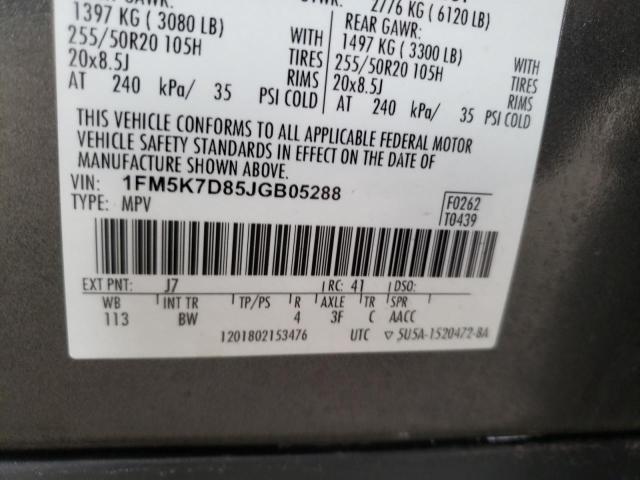 1397 KG ( 3080 LB)
255/50R20 105H
WITH
20x8.5J
TIRES
AT 240 kPa/ 35
RIMS
PSI COLD
2776 KG ( 6120 LB)
REAR GAWR:
1497 KG ( 3300 LB)
255/50R20 105H
WITH
20x8.5J
TIRES
AT 240 kPa/ 35
RIMS
PSI COLD
THIS VEHICLE CONFORMS TO ALL APPLICABLE FEDERAL MOTOR
VEHICLE SAFETY STANDARDS IN EFFECT ON THE DATE OF
MANUFACTURE SHOWN ABOVE.
VIN: 1FM5K7D85JGB05288
TYPE: MPV
F0262
T0439
EXT PNT: J7 RC: 41 DSO:
WB INT TR TP/PS R AXLE TR SPR
113 BW 4 3F C AACC
1201802153476 UTC ▽ 5U5A-1520472-8A